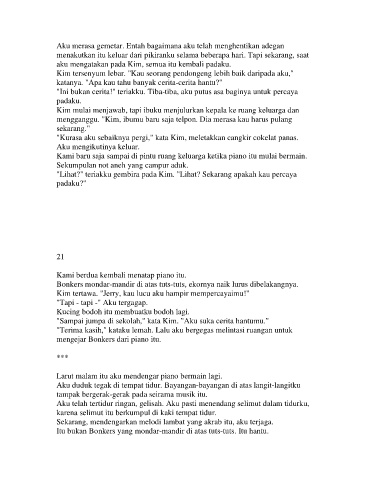 Aku merasa gemetar. Entah bagaimana aku telah menghentikan adegan
menakutkan itu keluar dari pikiranku selama beberapa hari. Tapi sekarang, saat
aku mengatakan pada Kim, semua itu kembali padaku.
Kim tersenyum lebar. "Kau seorang pendongeng lebih baik daripada aku,"
katanya. "Apa kau tahu banyak cerita-cerita hantu?"
"Ini bukan cerita!" teriakku. Tiba-tiba, aku putus asa baginya untuk percaya
padaku.
Kim mulai menjawab, tapi ibuku menjulurkan kepala ke ruang keluarga dan
mengganggu. "Kim, ibumu baru saja telpon. Dia merasa kau harus pulang
sekarang."
"Kurasa aku sebaiknya pergi," kata Kim, meletakkan cangkir cokelat panas.
Aku mengikutinya keluar.
Kami baru saja sampai di pintu ruang keluarga ketika piano itu mulai bermain.
Sekumpulan not aneh yang campur aduk.
"Lihat?" teriakku gembira pada Kim. "Lihat? Sekarang apakah kau percaya
padaku?"
21
Kami berdua kembali menatap piano itu.
Bonkers mondar-mandir di atas tuts-tuts, ekornya naik lurus dibelakangnya.
Kim tertawa. "Jerry, kau lucu aku hampir mempercayaimu!"
"Tapi - tapi -" Aku tergagap.
Kucing bodoh itu membuatku bodoh lagi.
"Sampai jumpa di sekolah," kata Kim. "Aku suka cerita hantumu."
"Terima kasih," kataku lemah. Lalu aku bergegas melintasi ruangan untuk
mengejar Bonkers dari piano itu.
***
Larut malam itu aku mendengar piano bermain lagi.
Aku duduk tegak di tempat tidur. Bayangan-bayangan di atas langit-langitku
tampak bergerak-gerak pada seirama musik itu.
Aku telah tertidur ringan, gelisah. Aku pasti menendang selimut dalam tidurku,
karena selimut itu berkumpul di kaki tempat tidur.
Sekarang, mendengarkan melodi lambat yang akrab itu, aku terjaga.
Itu bukan Bonkers yang mondar-mandir di atas tuts-tuts. Itu hantu.